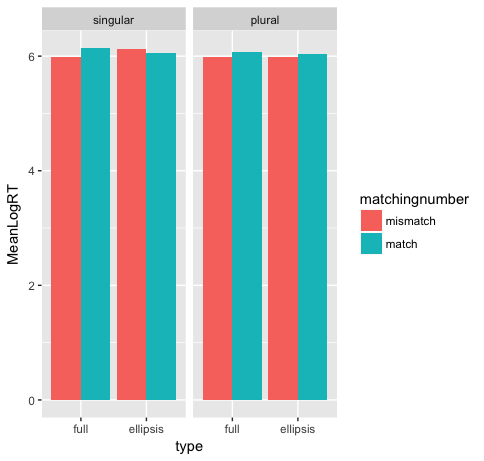 singular
plural
MeanLogRT
6
4
2
0
full
ellipsis
full
ellipsis
type
matchingnumber
mismatch
match